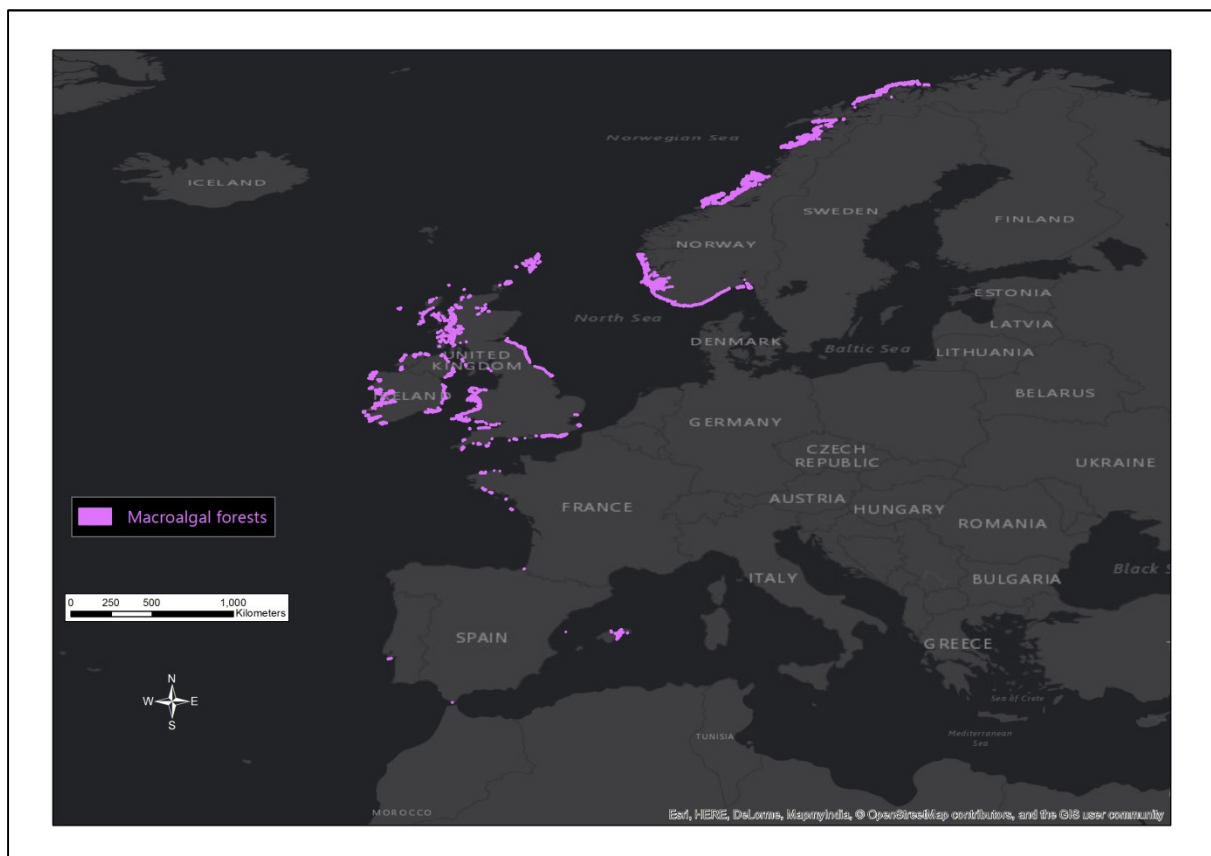 Norwegian Sea
ICELAND
SWEDEN
FINLAND
NORWAY
ESTONIA
North Sea
LATVIA
DENMARK
Baltic Sea
LITHUANIA
UNITED
KINGDOM
IRELAND
BELARUS
GERMANY
CZECH
REPUBLIC
UKRAINE
Macroalgal forests
FRANCE
AUSTRIA
HUNGARY
ROMANIA
ITALY
BULGARIA
Black S
0 250 500 1,000
Kilometers
SPAIN
GREECE
N
W E
S
Sea of Crete
Mediterranean
Sea
TUNISIA
MOROCCO
Esri, HERE, DeLorme, MapmyIndia, © OpenStreetMap contributors, and the GIS user community